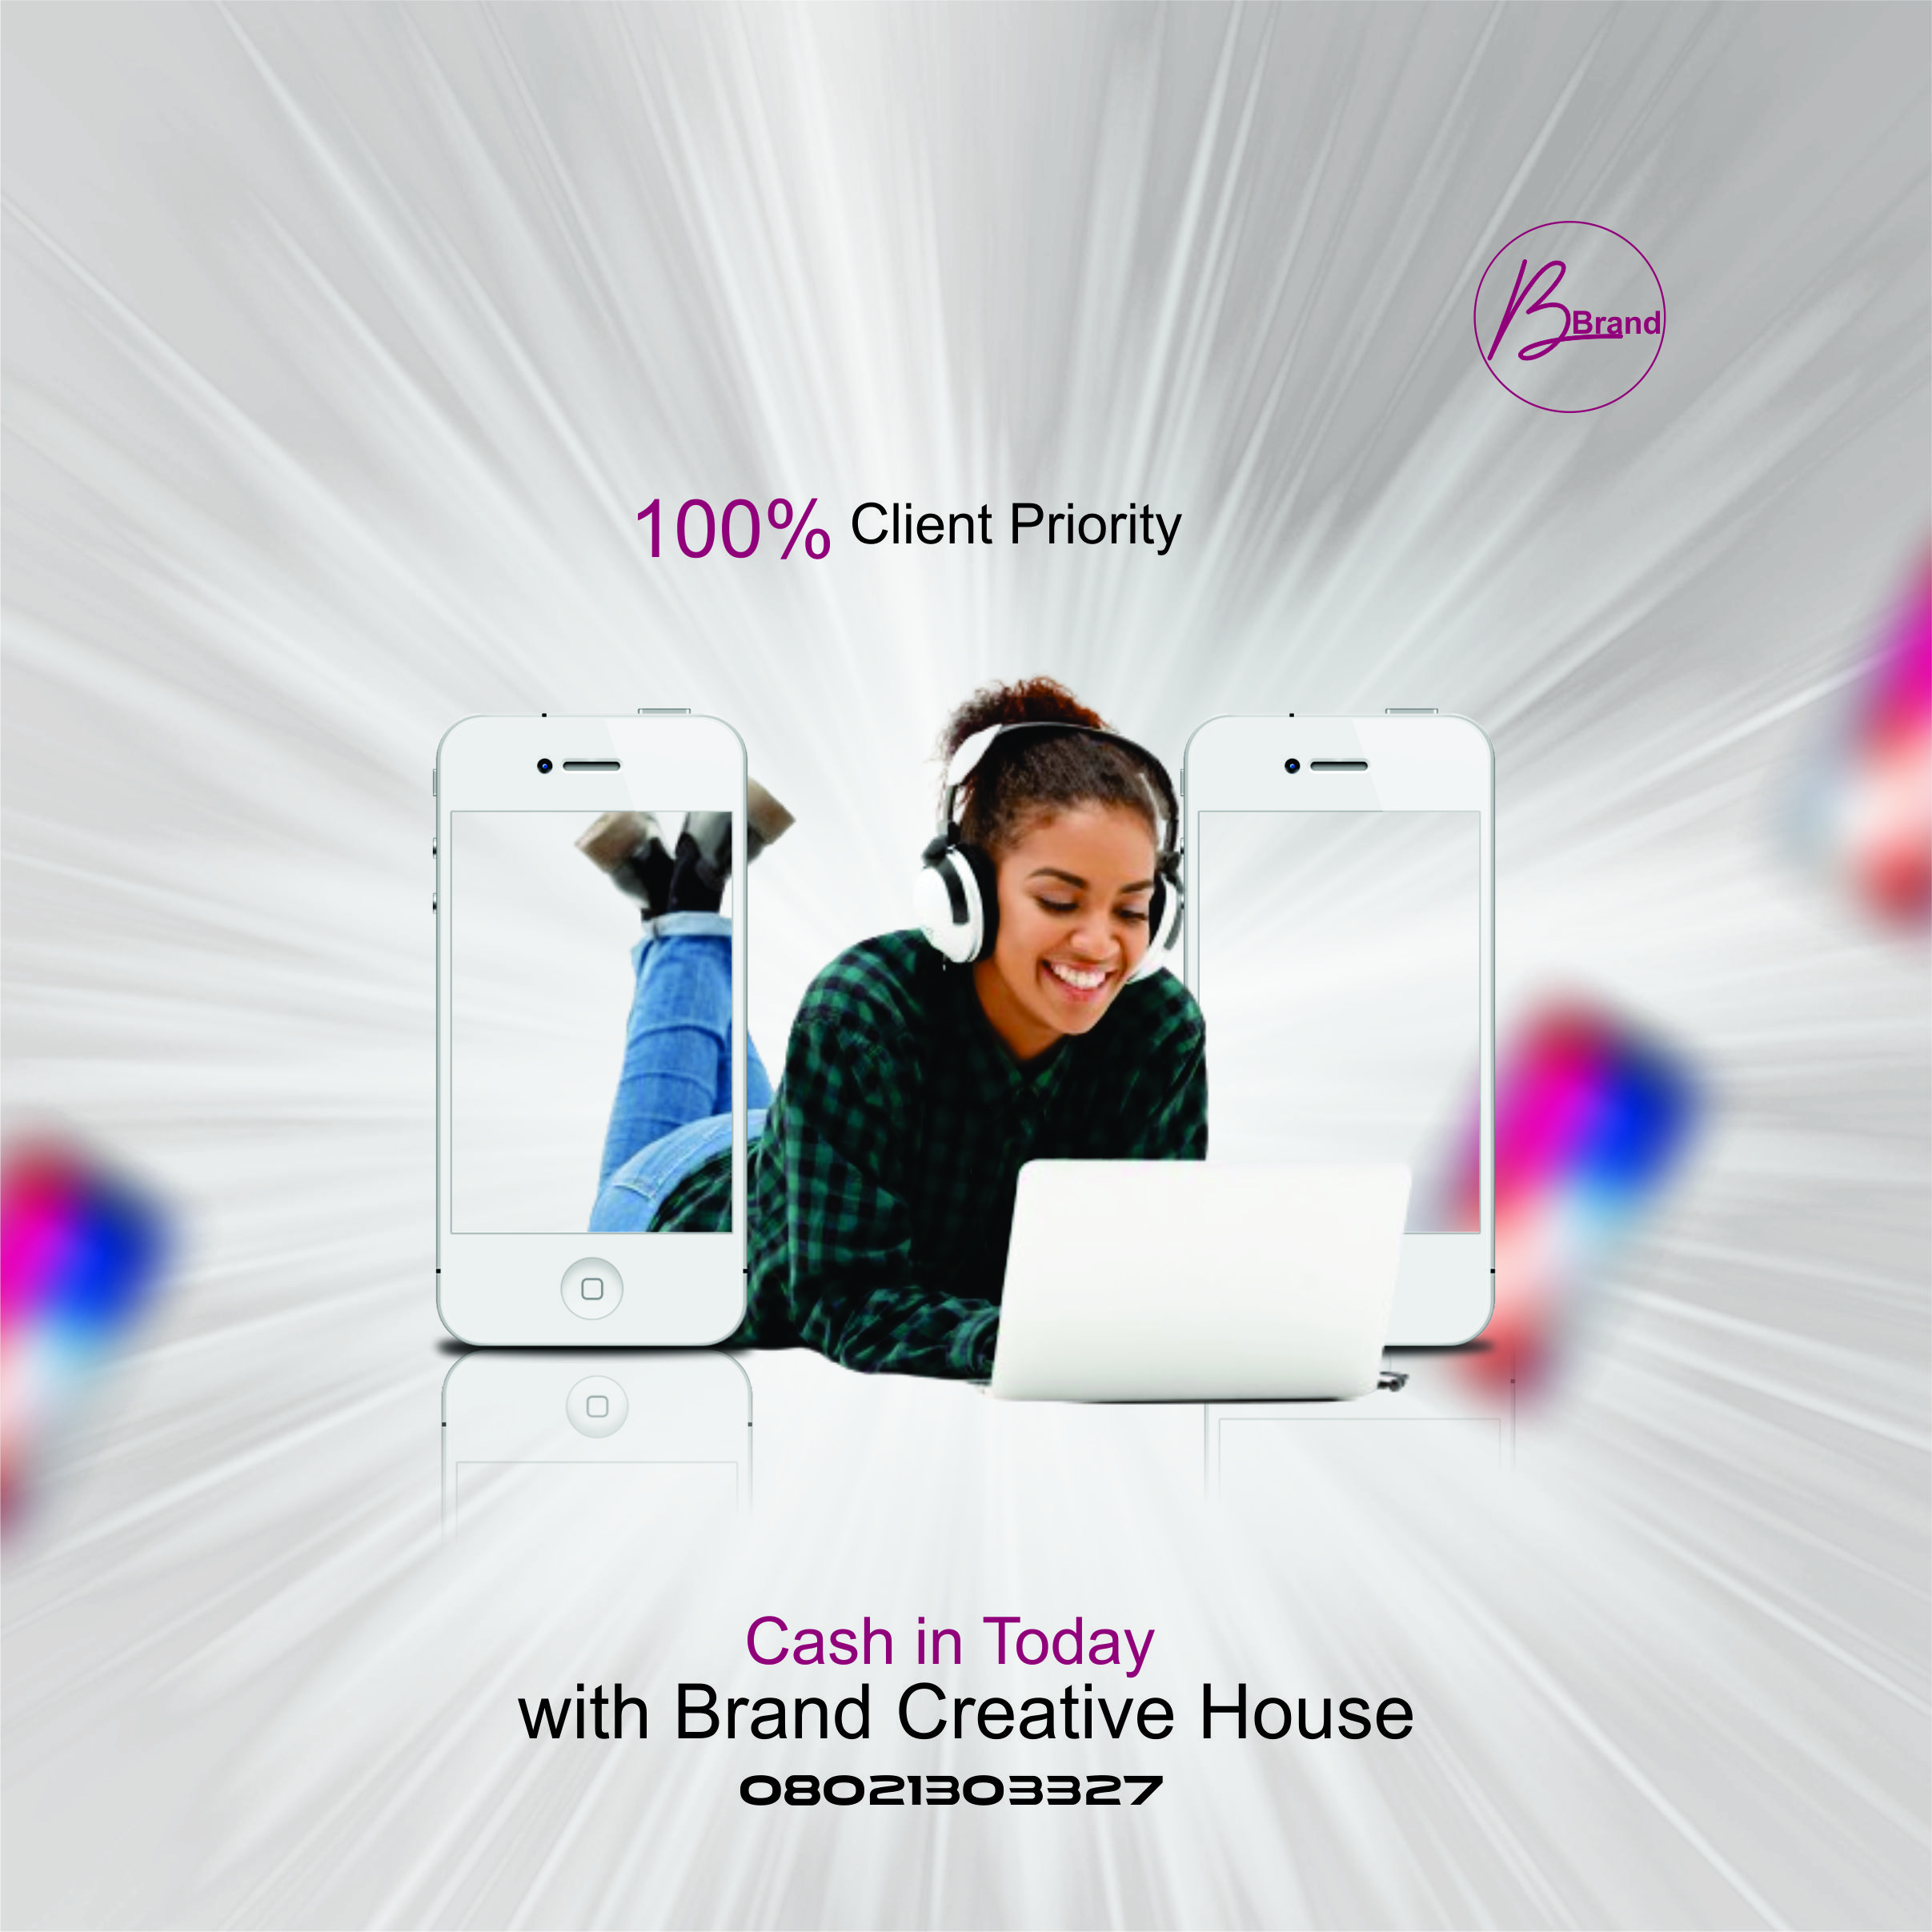 B Brand
100% Client Priority
Cash in Today
with Brand Creative House
08021303327